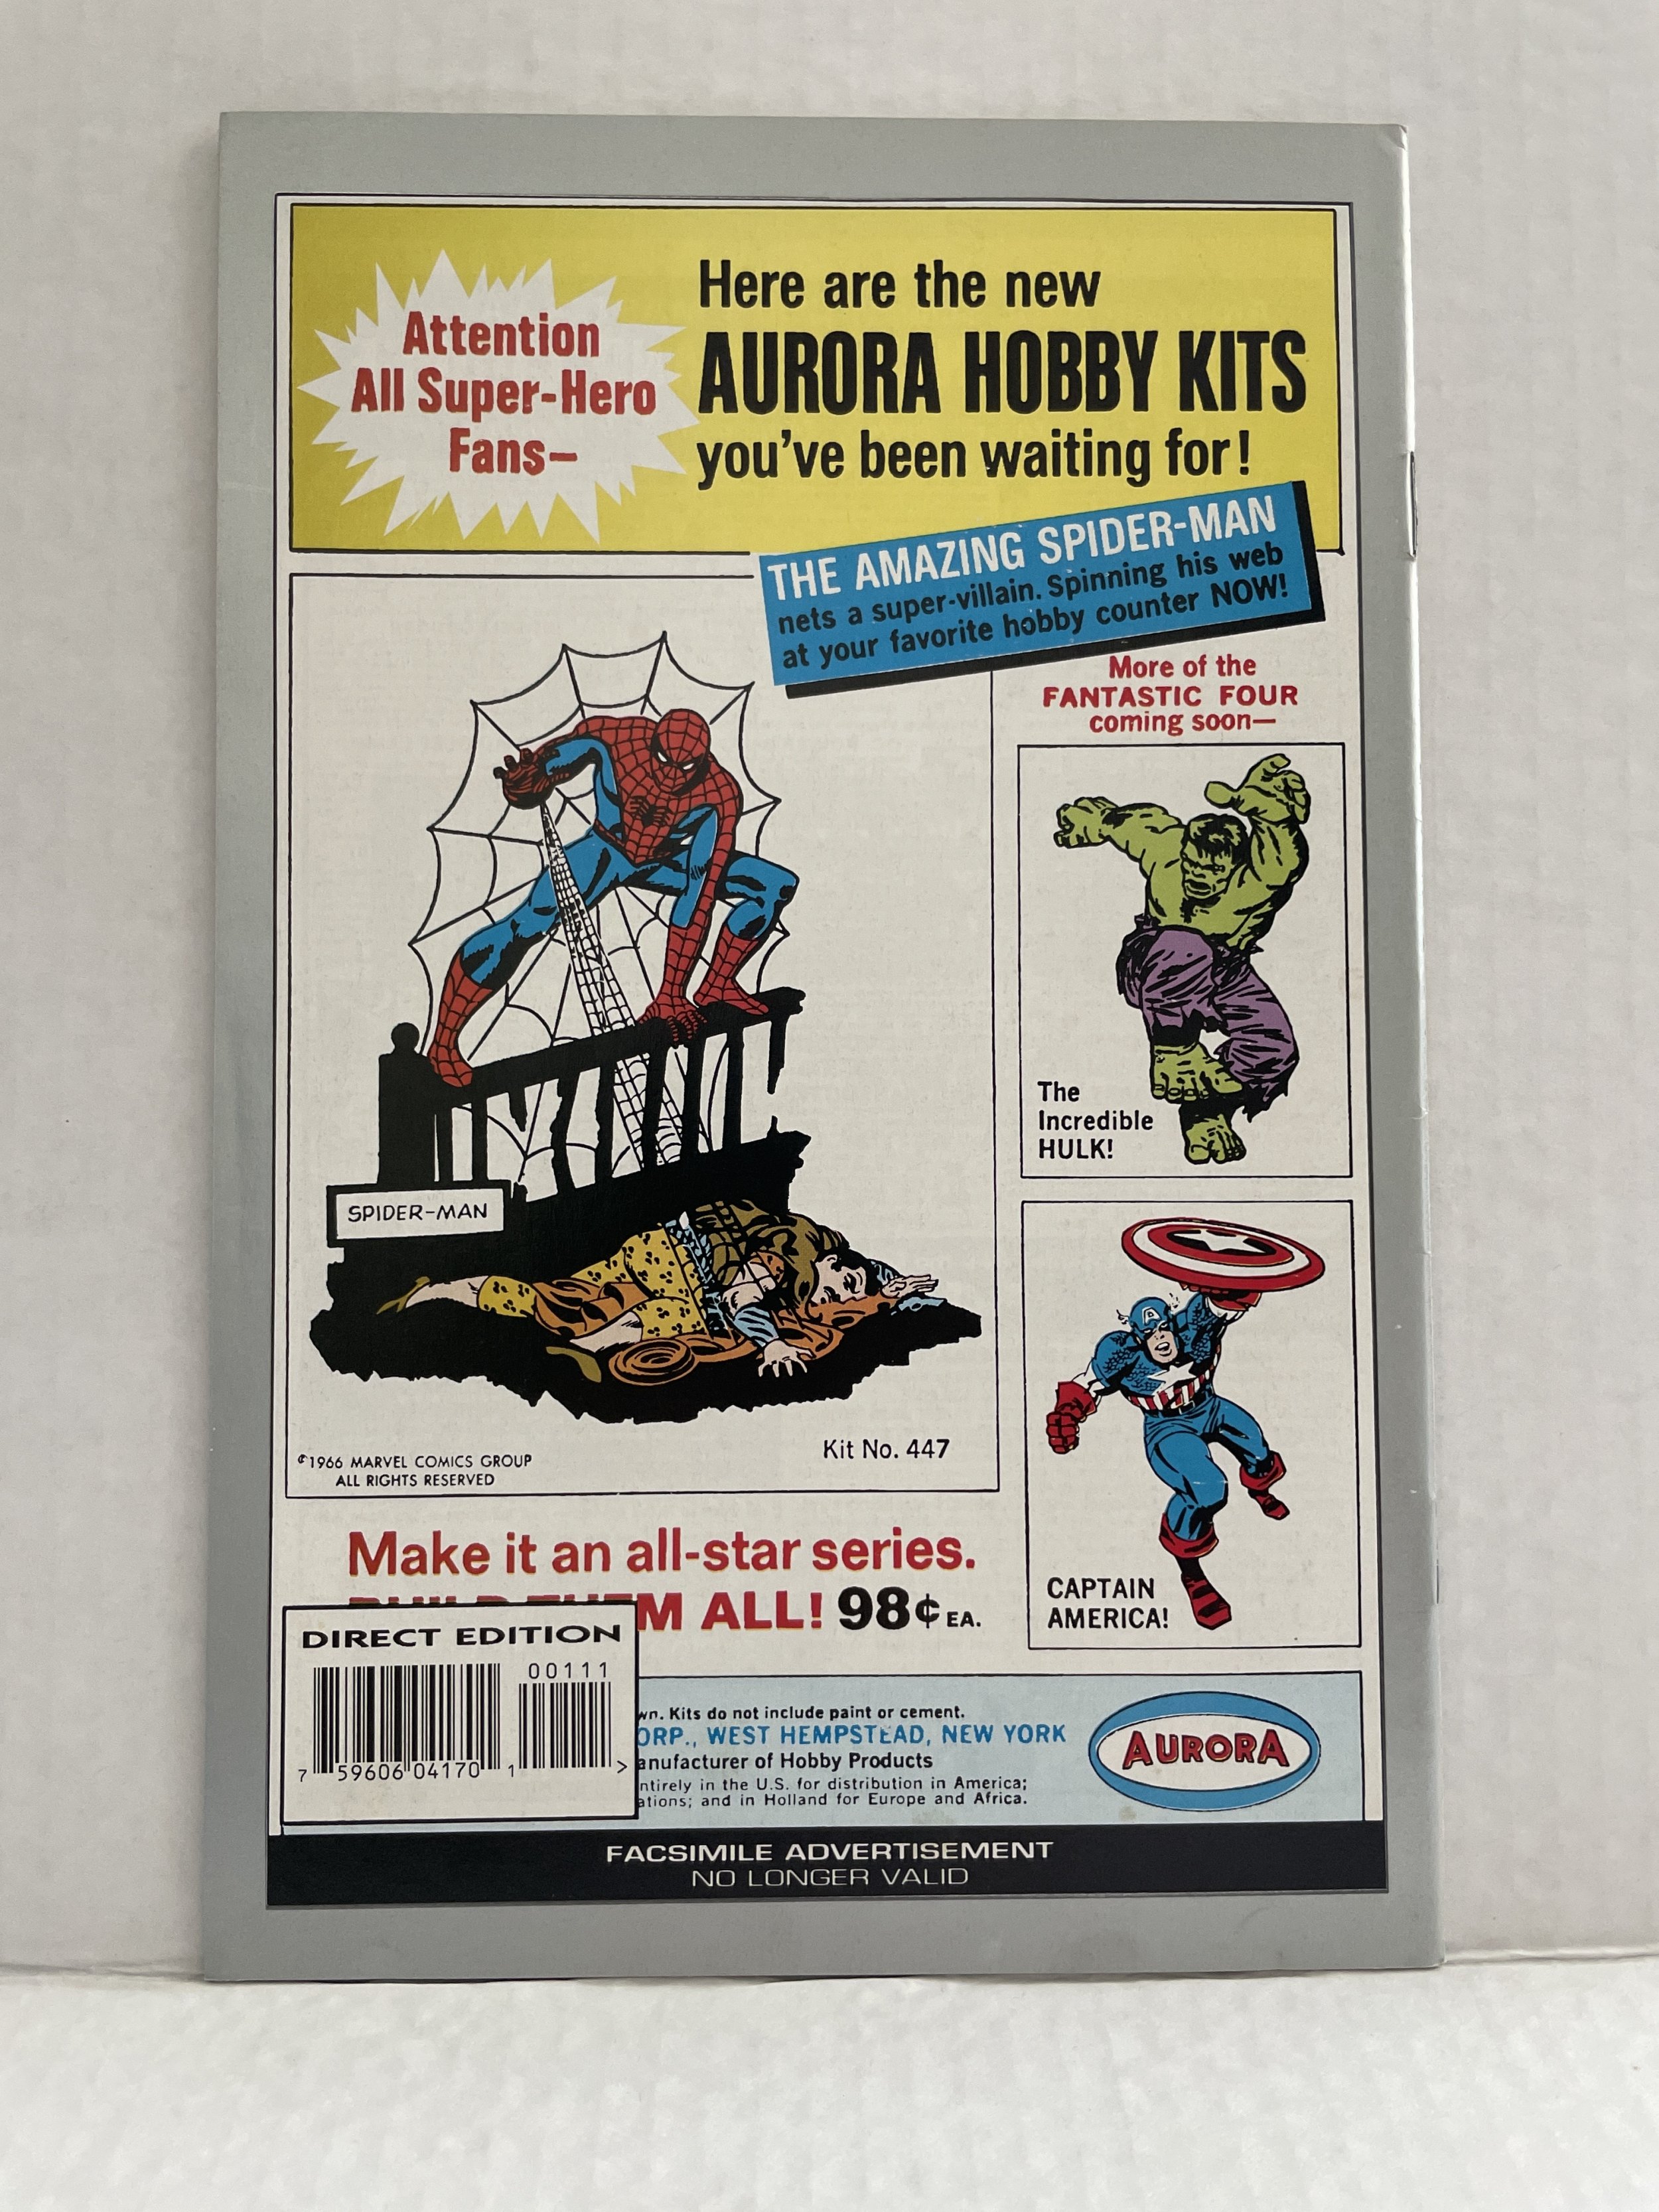 Attention
All Super-Hero
Fans—
Here are the new
AURORA HOBBY KITS
you've been waiting for!
THE AMAZING SPIDER-MAN
nets a super-villain. Spinning his web
at your favorite hobby counter NOW!
More of the
FANTASTIC FOUR
coming soon—
The
Incredible
HULK!
SPIDER-MAN
Kit No. 447
©1966 MARVEL COMICS GROUP
ALL RIGHTS RESERVED
CAPTAIN
AMERICA!
A
Make it an all-star series.
ALL! 98¢ EA.
DIRECT EDITION
00111
7 59606 04170 1 >
Kits do not include paint or cement.
WEST HEMPSTEAD, NEW YORK
of Hobby Products
in the U.S. for distribution in America;
and in Holland for Europe and Africa.
AURORA
FACSIMILE ADVERTISEMENT
NO LONGER VALID